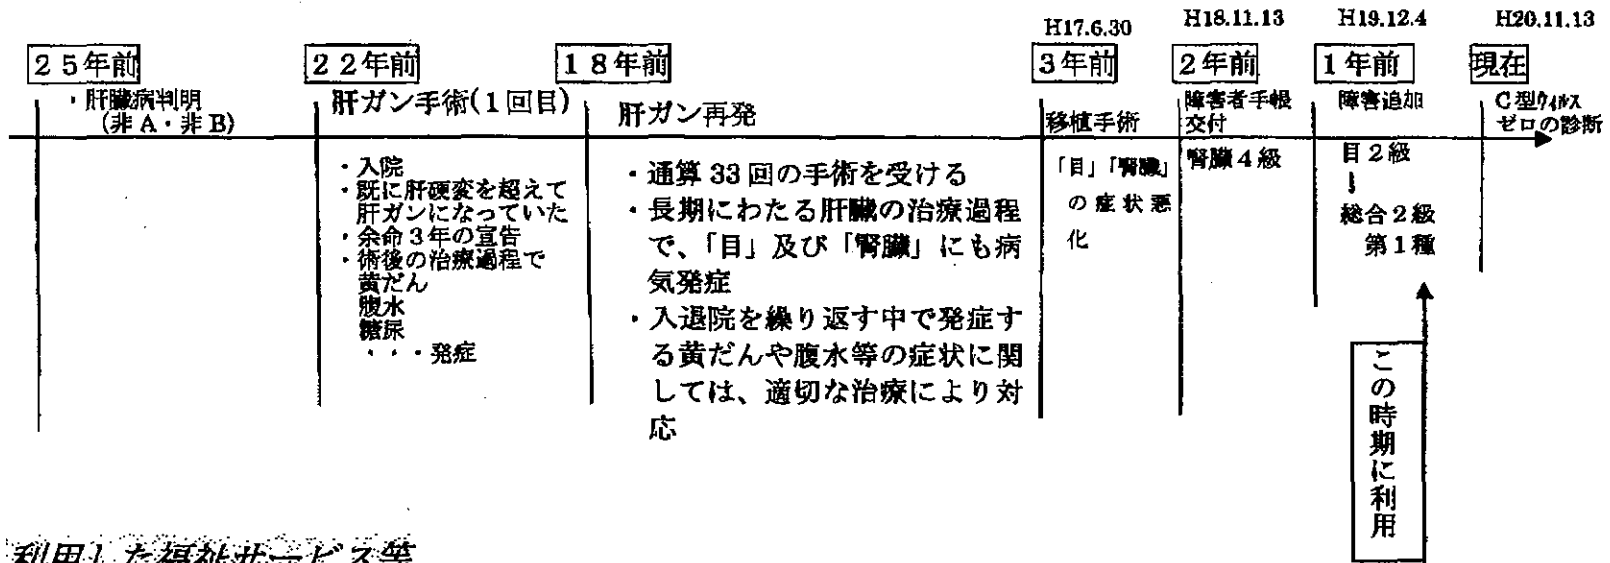 H17.6.30
H18.11.13
H19.12.4
H20.11.13
25年前
22年前
18年前
3年前
2年前
1年前
現在
・肝臓病判明
(非A・非B)
肝ガン手術(1回目)
肝ガン再発
移植手術
障害者手帳
交付
障害追加
C型ウィルス
ゼロの診断
・入院
・既に肝硬変を超えて
肝ガンになっていた
・余命3年の宣告
・術後の治療過程で
黄だん
腹水
糖尿
・・・発症
・通算33回の手術を受ける
・長期にわたる肝臓の治療過程
で、「目」及び「腎臓」にも病
気発症
・入退院を繰り返す中で発症す
る黄だんや腹水等の症状に関
しては、適切な治療により対
応
「目」「腎臓」
の症状悪
化
腎臓4級
目2級
〜
総合2級
第1種
この時期に利用
利用した福祉サービス等